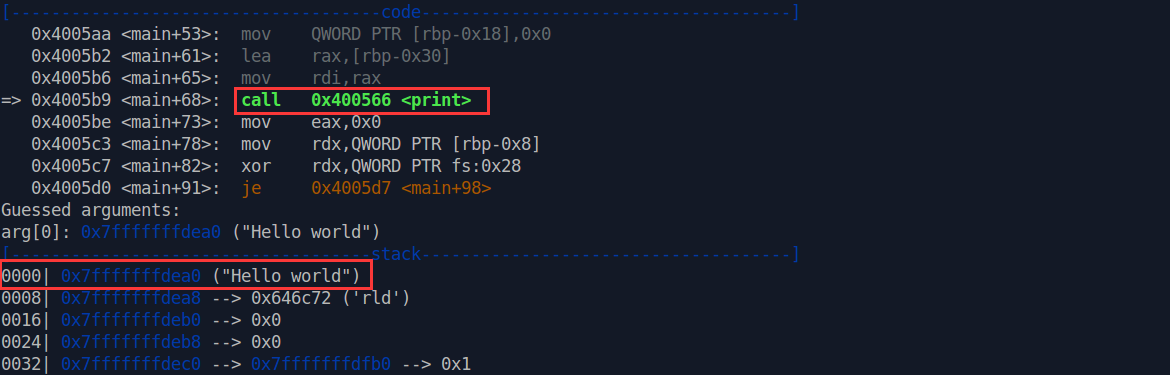 [-------------------------------------code-------------------------------------]
   0x4005aa <main+53>:	mov    QWORD PTR [rbp-0x18],0x0
   0x4005b2 <main+61>:	lea    rax,[rbp-0x30]
   0x4005b6 <main+65>:	mov    rdi,rax
=> 0x4005b9 <main+68>:	call   0x400566 <print>
   0x4005be <main+73>:	mov    eax,0x0
   0x4005c3 <main+78>:	mov    rdx,QWORD PTR [rbp-0x8]
   0x4005c7 <main+82>:	xor    rdx,QWORD PTR fs:0x28
   0x4005d0 <main+91>:	je     0x4005d7 <main+98>
Guessed arguments:
arg[0]: 0x7fffffffdea0 ("Hello world")
[------------------------------------stack-------------------------------------]
0000| 0x7fffffffdea0 ("Hello world")
0008| 0x7fffffffdea8 --> 0x646c72 ('rld')
0016| 0x7fffffffdeb0 --> 0x0
0024| 0x7fffffffdeb8 --> 0x0
0032| 0x7fffffffdec0 --> 0x7fffffffdfb0 --> 0x1